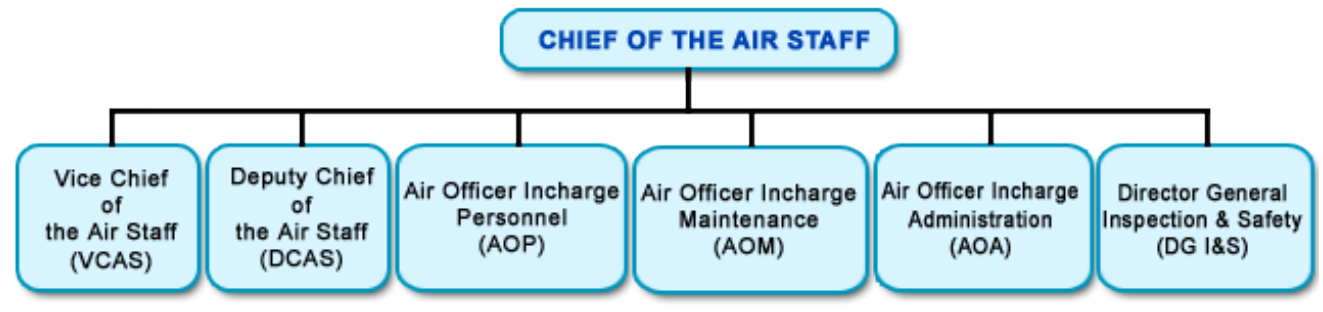 CHIEF OF THE AIR STAFF
Vice Chief
of
the Air Staff
(VCAS)
Deputy Chief
of
the Air Staff
(DCAS)
Air Officer Incharge
Personnel
(AOP)
Air Officer Incharge
Maintenance
(AOM)
Air Officer Incharge
Administration
(AOA)
Director General
Inspection & Safety
(DG I&S)